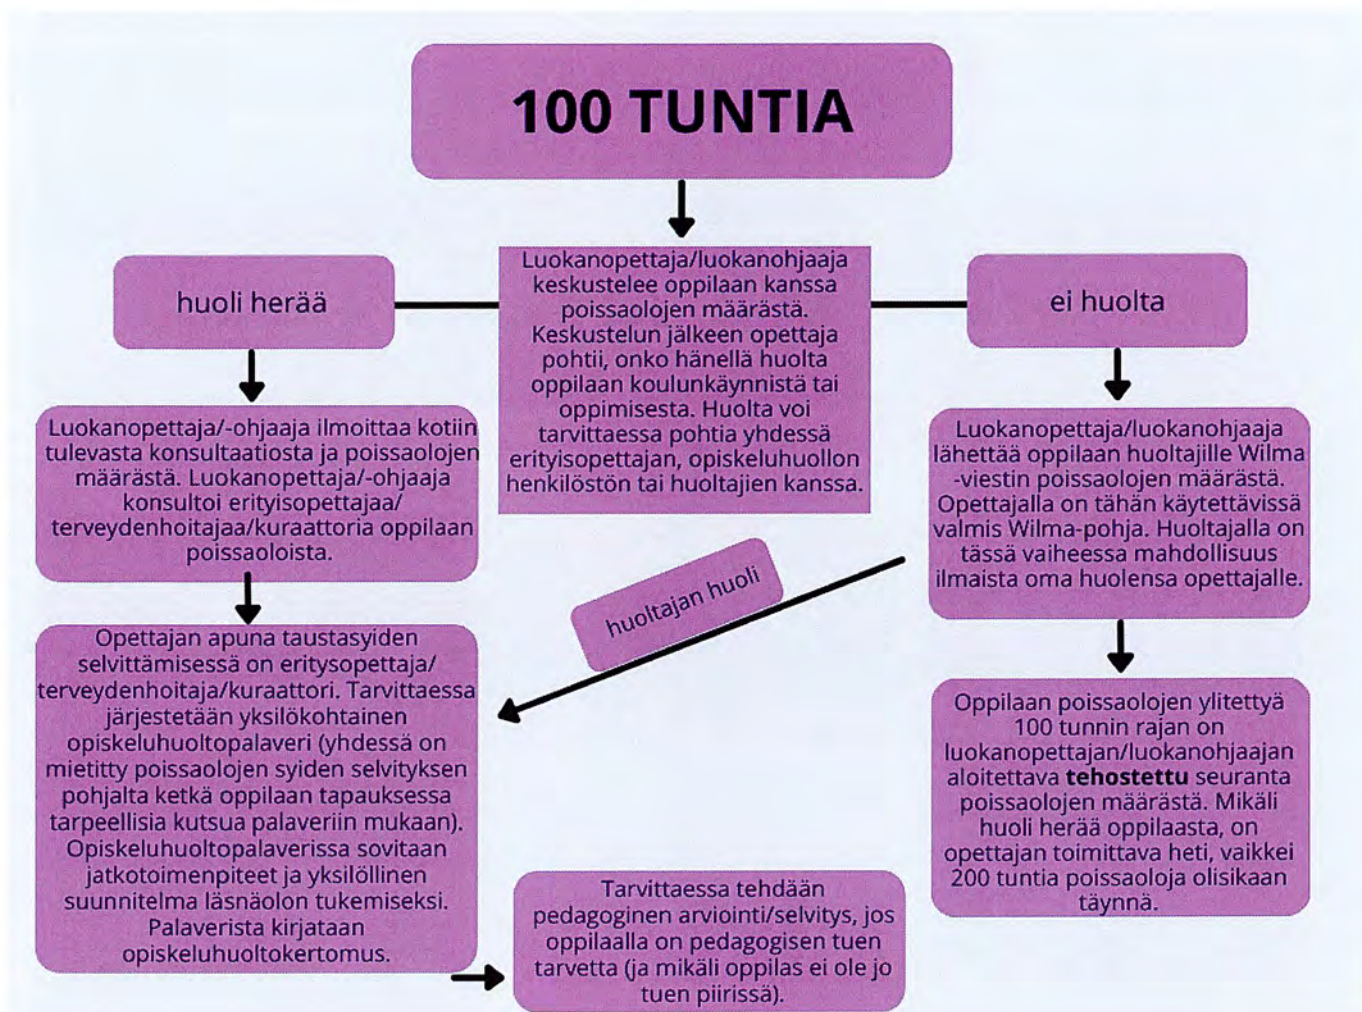 100 TUNTIA
huoli herää
Luokanopettaja/luokanohjaaja
keskustelee oppilaan kanssa
poissaolojen määrästä.
Keskustelun jälkeen opettaja
pohtii, onko hänellä huolta
oppilaan koulunkäynnistä tai
oppimisesta. Huolta voi
tarvittaessa pohtia yhdessä
erityisopettajan, opiskeluhuollon
henkilöstön tai huoltajien kanssa.
ei huolta
Luokanopettaja/-ohjaaja ilmoittaa kotiin
tulevasta konsultaatiosta ja poissaolojen
määrästä. Luokanopettaja/-ohjaaja
konsultoi erityisopettajaa/
terveydenhoitajaa/kuraattoria oppilaan
poissaoloista.
Luokanopettaja/luokanohjaaja
lähettää oppilaan huoltajille Wilma
-viestin poissaolojen määrästä.
Opettajalla on tähän käytettävissä
valmis Wilma-pohja. Huoltajalla on
tässä vaiheessa mahdollisuus
ilmaista oma huolensa opettajalle.
huoltajan huoli
Opettajan apuna taustasyiden
selvittämisessä on eritysopettaja/
terveydenhoitaja/kuraattori. Tarvittaessa
järjestetään yksilökohtainen
opiskeluhuoltopalaveri (yhdessä on
mietitty poissaolojen syiden selvityksen
pohjalta ketkä oppilaan tapauksessa
tarpeellisia kutsua palaveriin mukaan).
Opiskeluhuoltopalaverissa sovitaan
jatkotoimenpiteet ja yksilöllinen
suunnitelma läsnäolon tukemiseksi.
Palaverista kirjataan
opiskeluhuoltokertomus.
Oppilaan poissaolojen ylitettyä
100 tunnin rajan on
luokanopettajan/luokanohjaajan
aloitettava tehostettu seuranta
poissaolojen määrästä. Mikäli
huoli herää oppilaasta, on
opettajan toimittava heti, vaikkei
200 tuntia poissaoloja olisikaan
täynnä.
Tarvittaessa tehdään
pedagoginen arviointi/selvitys, jos
oppilaalla on pedagogisen tuen
tarvetta (ja mikäli oppilas ei ole jo
tuen piirissä).